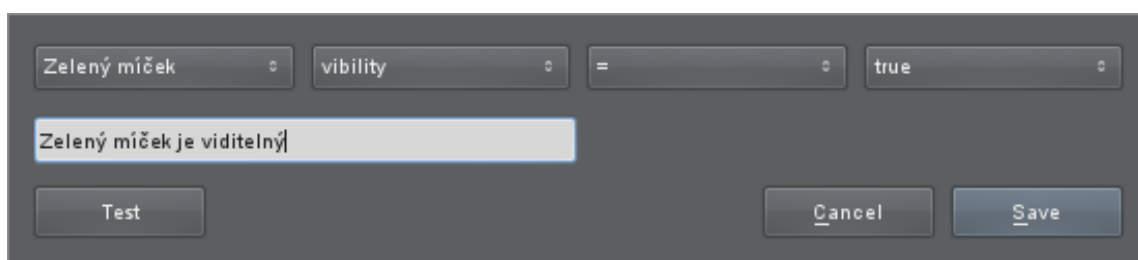 Zelený míček vibility = true
Zelený míček je viditelný
Test Cancel Save